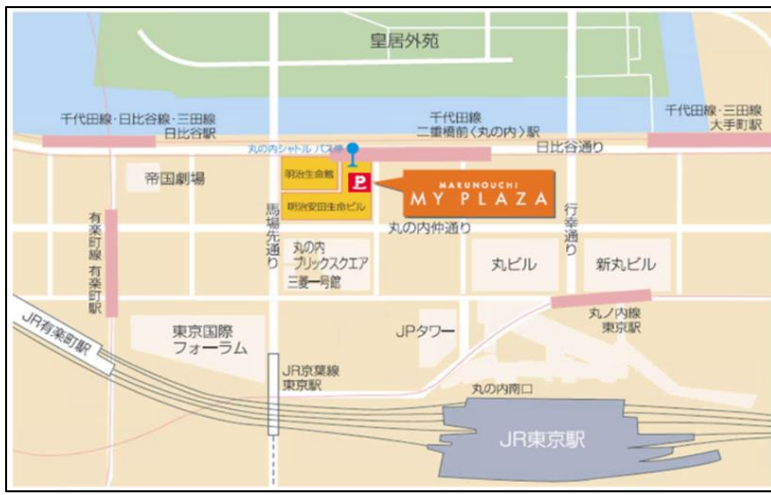 皇居外苑
千代田線・日比谷線・三田線
日比谷駅
千代田線
二重橋前〈丸の内〉駅
千代田線・三田線
大手町駅
丸の内シャトル バス停
日比谷通り
帝国劇場
明治生命館
P
MARUNOUCHI
MY PLAZA
明治安田生命ビル
有楽町線 有楽町駅
馬場先通り
丸の内仲通り
行幸通り
丸の内
ブリックスクエア
三菱一号館
丸ビル
新丸ビル
丸ノ内線
東京駅
JR有楽町駅
東京国際
フォーラム
JPタワー
JR京葉線
東京駅
丸の内南口
JR東京駅